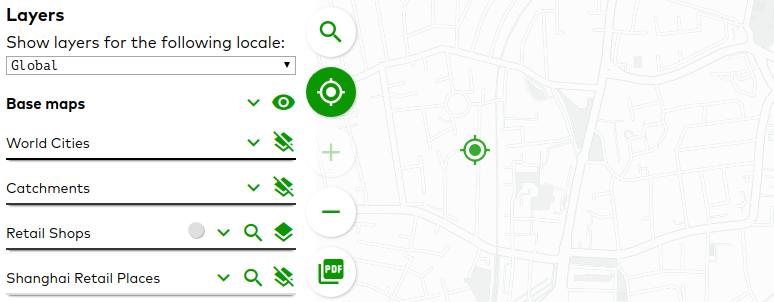 Layers
Show layers for the following locale:
Global
Base maps
World Cities
Catchments
Retail Shops
Shanghai Retail Places
PDF